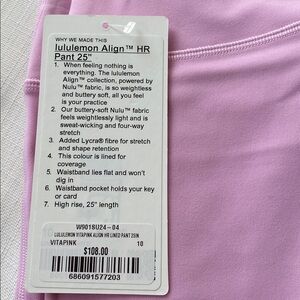 WHY WE MADE THIS
lululemon Align™ HR
Pant 25"
1. When feeling nothing is
everything. The lululemon
Align™ collection, powered by
Nulu™ fabric, is so weightless
and buttery soft, all you feel
is your practice
2. Our buttery-soft Nulu™ fabric
feels weightlessly light and is
sweat-wicking and four-way
stretch
3. Added Lycra® fibre for stretch
and shape retention
4. This colour is lined for
coverage
5. Waistband lies flat and won't
dig in
6. Waistband pocket holds your key
or card
7. High rise, 25" length
W9018U24-04
LULULEMON VITAPINK ALIGN HR LINED PANT 25IN
VITAPINK 10
$108.00
686091577203